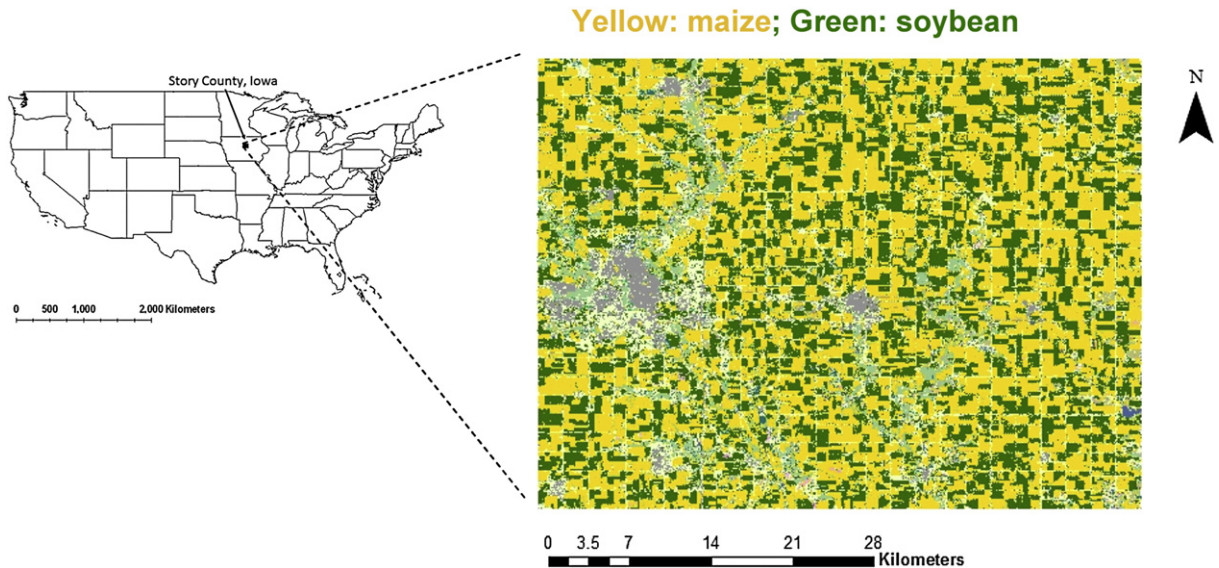 Yellow: maize; Green: soybean
Story County, Iowa
N
0 500 1,000 2,000 Kilometers
0 3.5 7 14 21 28
Kilometers